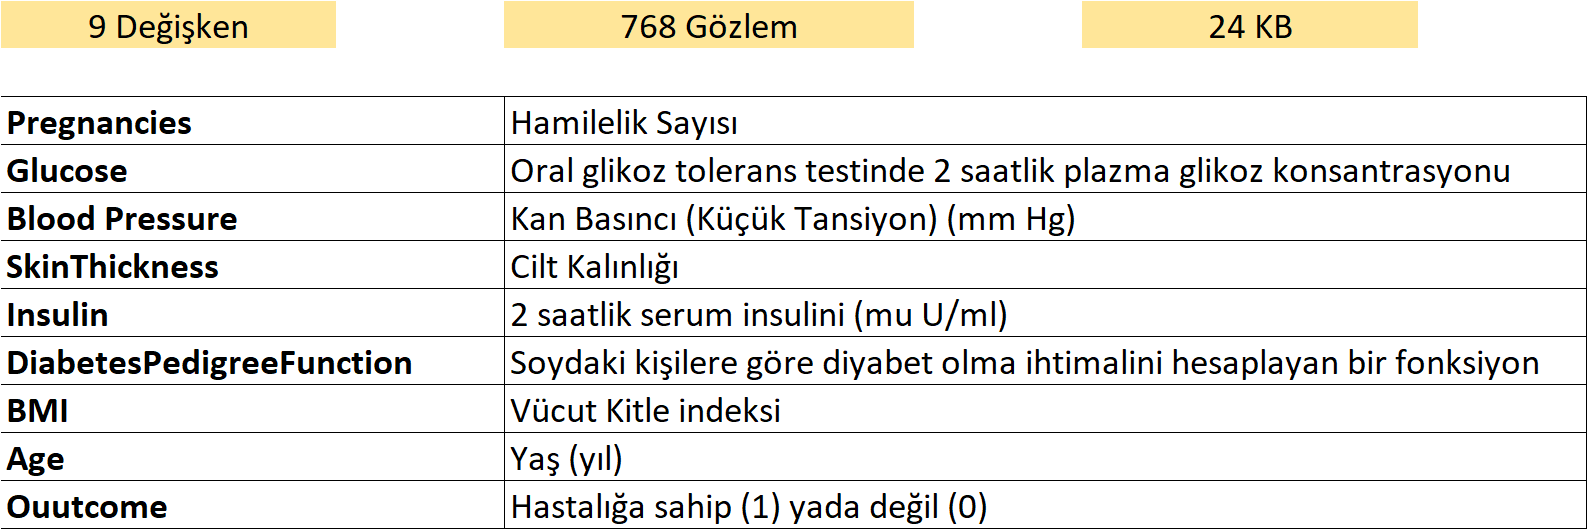 9 Değişken 768 Gözlem 24 KB
Pregnancies Hamilelik Sayısı
Glucose Oral glikoz tolerans testinde 2 saatlik plazma glikoz konsantrasyonu
Blood Pressure Kan Basıncı (Küçük Tansiyon) (mm Hg)
SkinThickness Cilt Kalınlığı
Insulin 2 saatlik serum insulini (mu U/ml)
DiabetesPedigreeFunction Soydaki kişilere göre diyabet olma ihtimalini hesaplayan bir fonksiyon
BMI Vücut Kitle indeksi
Age Yaş (yıl)
Ouutcome Hastalığa sahip (1) yada değil (0)